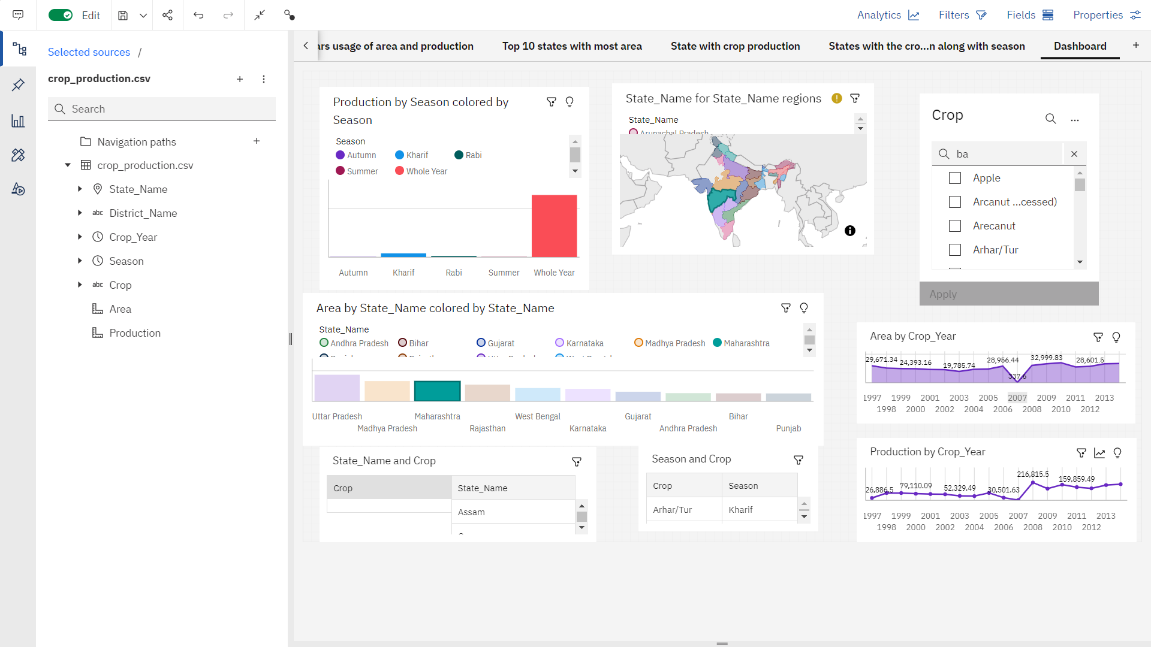 Edit
Analytics
Filters
Fields
Properties
Selected sources /
crop_production.csv
Search
Navigation paths
crop_production.csv
State_Name
abc District_Name
Crop_Year
Season
abc Crop
Area
Production
ars usage of area and production
Top 10 states with most area
State with crop production
States with the cro...n along with season
Dashboard
Production by Season colored by
Season
Season
Autumn Kharif Rabi
Summer Whole Year
Autumn Kharif Rabi Summer Whole Year
State_Name for State_Name regions
State_Name
Arunachal Pradesh
Crop
ba
Apple
Arcanut ...cessed)
Arecanut
Arhar/Tur
Apply
Area by State_Name colored by State_Name
State_Name
Andhra Pradesh Bihar Gujarat Karnataka Madhya Pradesh Maharashtra
Uttar Pradesh Maharashtra West Bengal Gujarat Bihar
Madhya Pradesh Rajasthan Karnataka Andhra Pradesh Punjab
Area by Crop_Year
29,671.34 24,393.16 19,785.74 28,986.44 337.6 32,999.83 28,601.6
1997 1999 2001 2003 2005 2007 2009 2011 2013
1998 2000 2002 2004 2006 2008 2010 2012
State_Name and Crop
Crop State_Name
Assam
Season and Crop
Crop Season
Arhar/Tur Kharif
Production by Crop_Year
26,886.5 79,110.09 52,329.49 30,501.63 216,815.5 159,859.49
1997 1999 2001 2003 2005 2007 2009 2011 2013
1998 2000 2002 2004 2006 2008 2010 2012